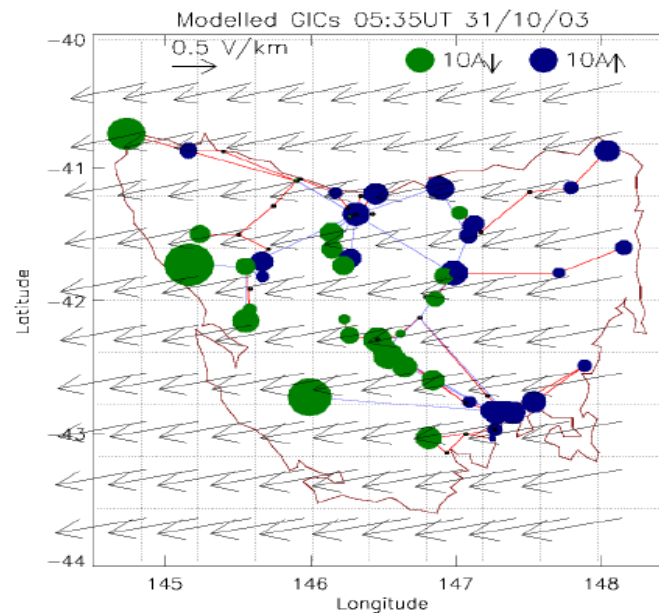 Modelled GICs 05:35UT 31/10/03
0.5 V/km
10A 10A
-40
-41
-42
-43
-44
Latitude
145 146 147 148
Longitude